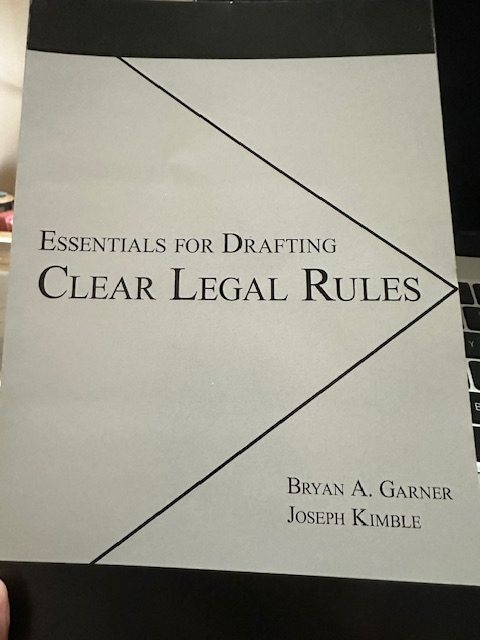 ESSENTIALS FOR DRAFTING
CLEAR LEGAL RULES
BRYAN A. GARNER
JOSEPH KIMBLE
Y